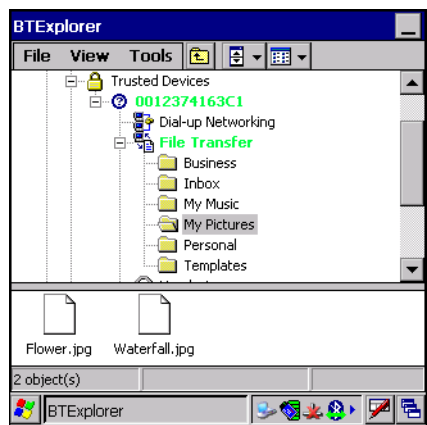 BTExplorer
File View Tools
Trusted Devices
0012374163C1
Dial-up Networking
File Transfer
Business
Inbox
My Music
My Pictures
Personal
Templates
Flower.jpg Waterfall.jpg
2 object(s)
BTExplorer